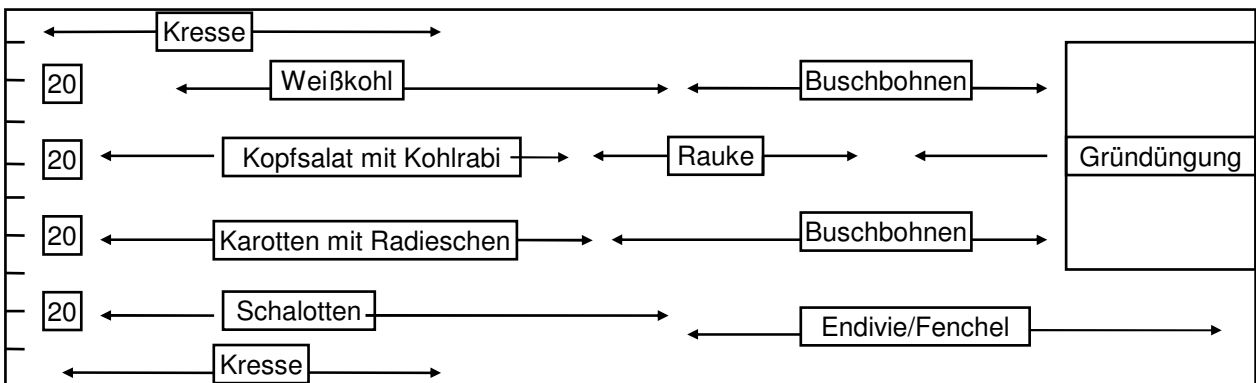 Kresse
20 Weißkohl Buschbohnen
20 Kopfsalat mit Kohlrabi Rauke Gründüngung
20 Karotten mit Radieschen Buschbohnen
20 Schalotten Endivie/Fenchel
Kresse